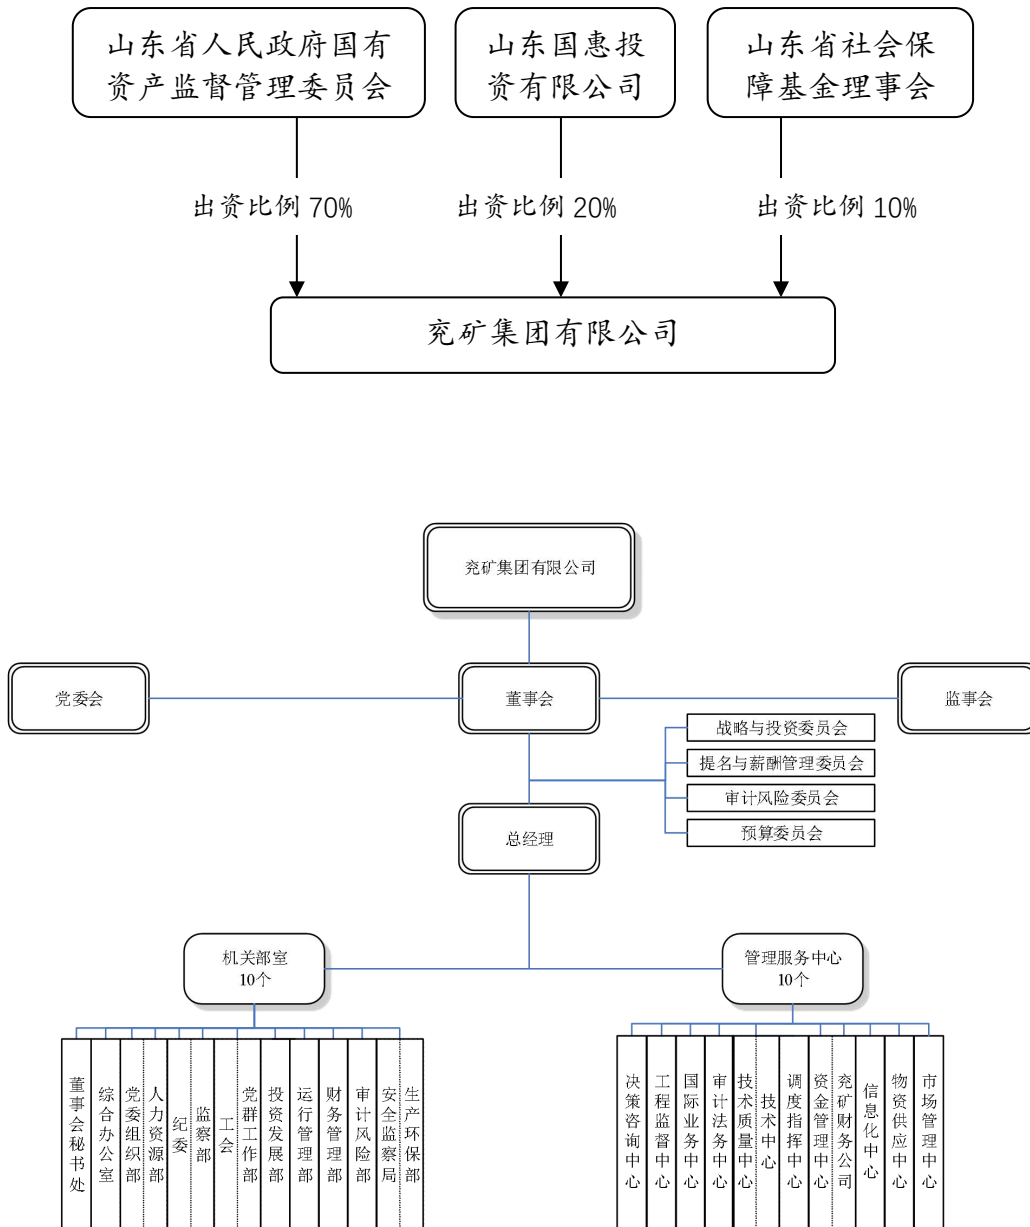 山东省人民政府国有
资产监督管理委员会
山东国惠投
资有限公司
山东省社会保
障基金理事会
出资比例 70%
出资比例 20%
出资比例 10%
兖矿集团有限公司
兖矿集团有限公司
党委会
董事会
监事会
战略与投资委员会
提名与薪酬管理委员会
审计风险委员会
预算委员会
总经理
机关部室
10个
管理服务中心
10个
董事会秘书处
综合办公室
党委组织部
人力资源部
纪委
监察部
工会
党群工作部
投资发展部
运行管理部
财务管理部
审计风险部
安全监察局
生产环保部
决策咨询中心
工程监督中心
国际业务中心
审计法务中心
技术质量中心
技术中心
调度指挥中心
资金管理中心
兖矿财务公司
信息化中心
物资供应中心
市场管理中心